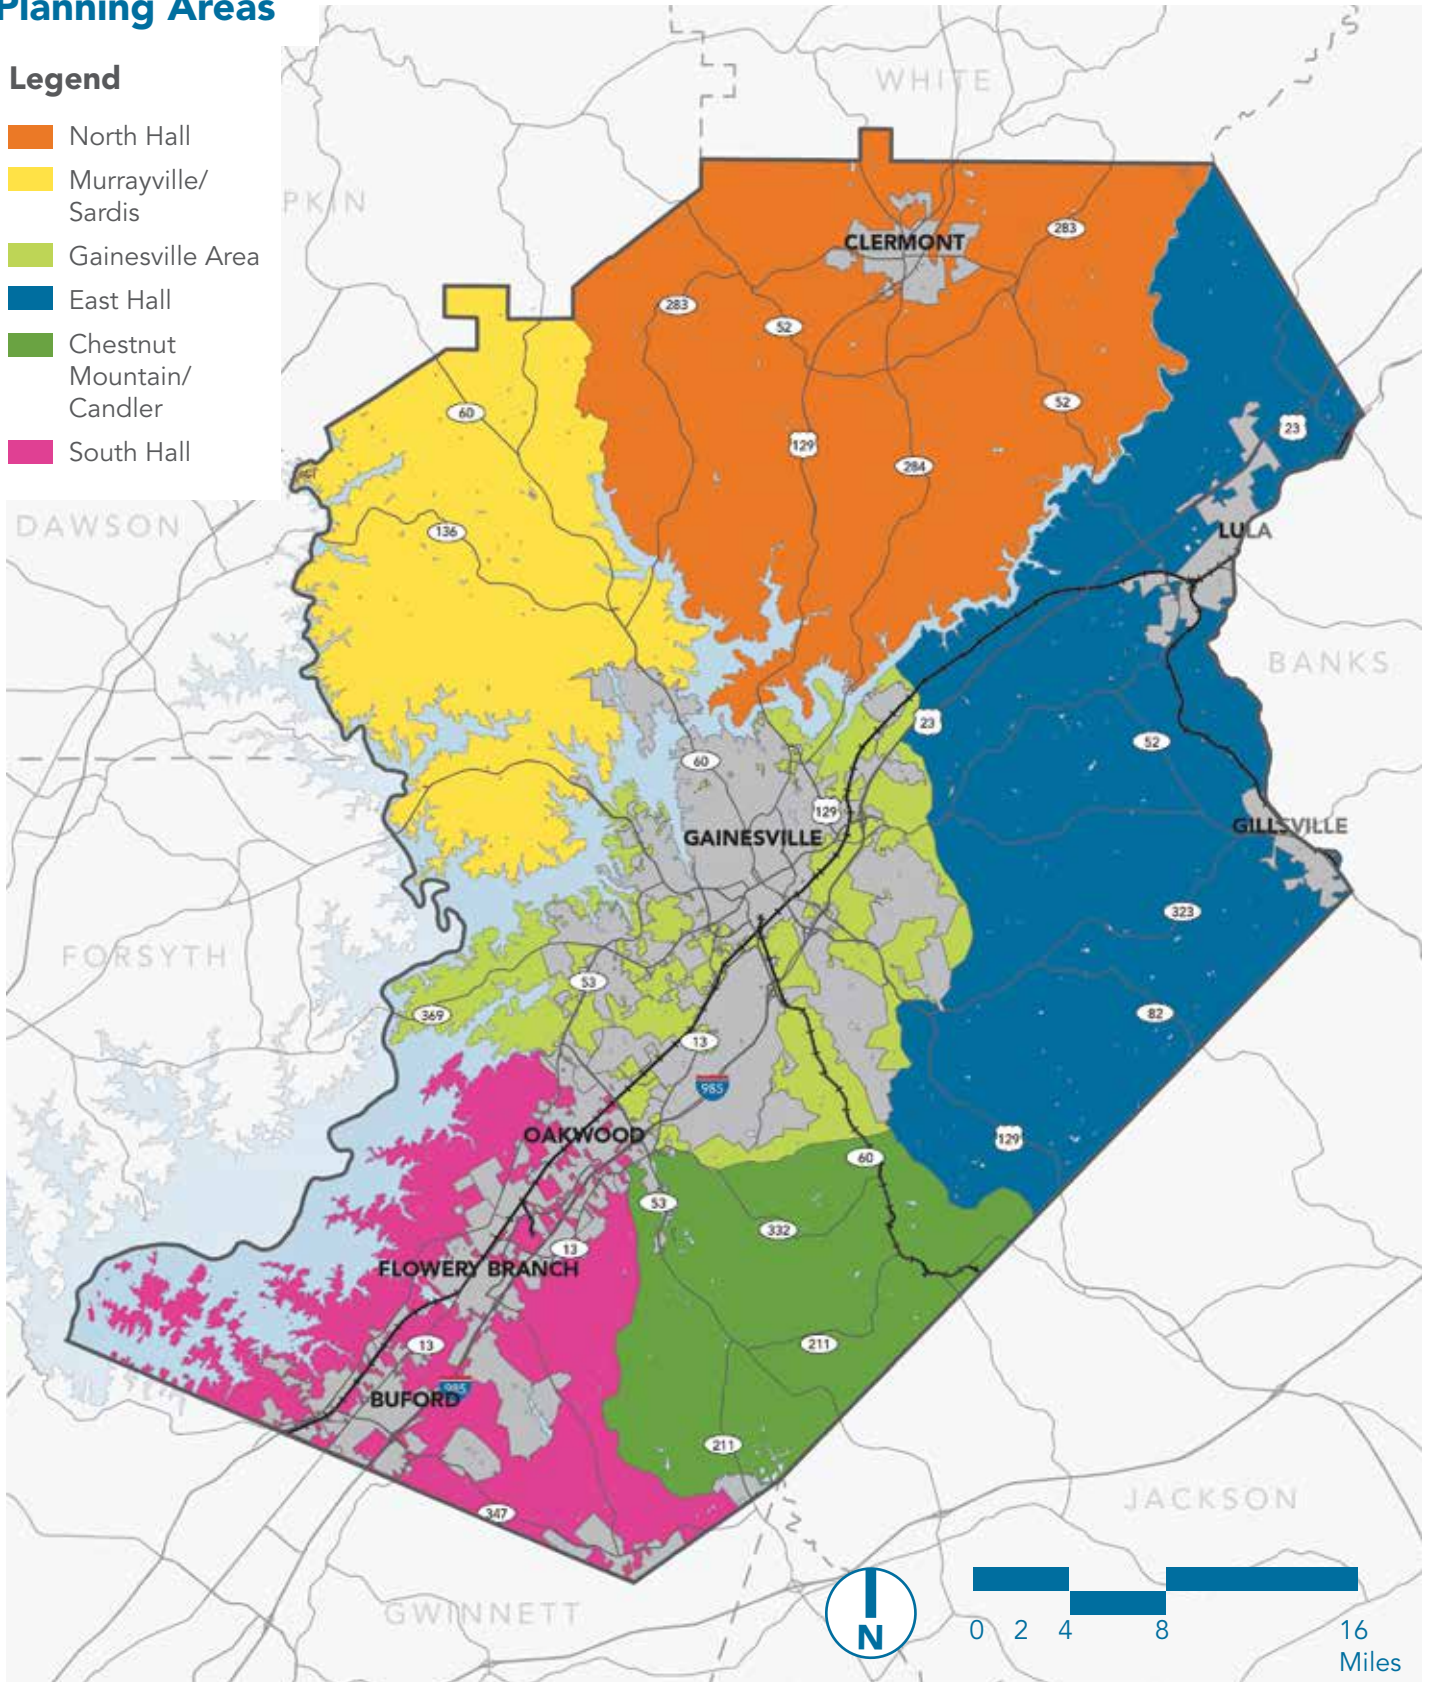 Planning Areas
Legend
North Hall
Murrayville/
Sardis
Gainesville Area
East Hall
Chestnut
Mountain/
Candler
South Hall
WHITE
PKIN
CLERMONT
283
283
52
60
52
129
23
284
DAWSON
136
LULA
BANKS
23
52
60
129
GAINESVILLE
GILLSVILLE
323
FORSYTH
53
369
82
13
985
OAKWOOD
129
60
53
332
13
FLOWERY BRANCH
13
211
985
BUFORD
211
347
JACKSON
GWINNETT
N
0 2 4 8 16
Miles